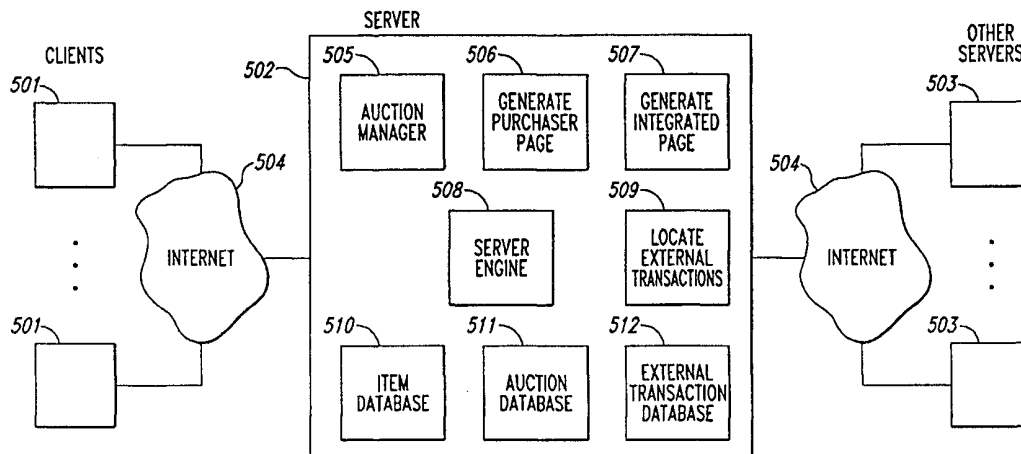 SERVER
CLIENTS
OTHER
SERVERS
501
502
505
AUCTION
MANAGER
506
GENERATE
PURCHASER
PAGE
507
GENERATE
INTEGRATED
PAGE
503
504
INTERNET
508
SERVER
ENGINE
509
LOCATE
EXTERNAL
TRANSACTIONS
504
INTERNET
501
510
ITEM
DATABASE
511
AUCTION
DATABASE
512
EXTERNAL
TRANSACTION
DATABASE
503